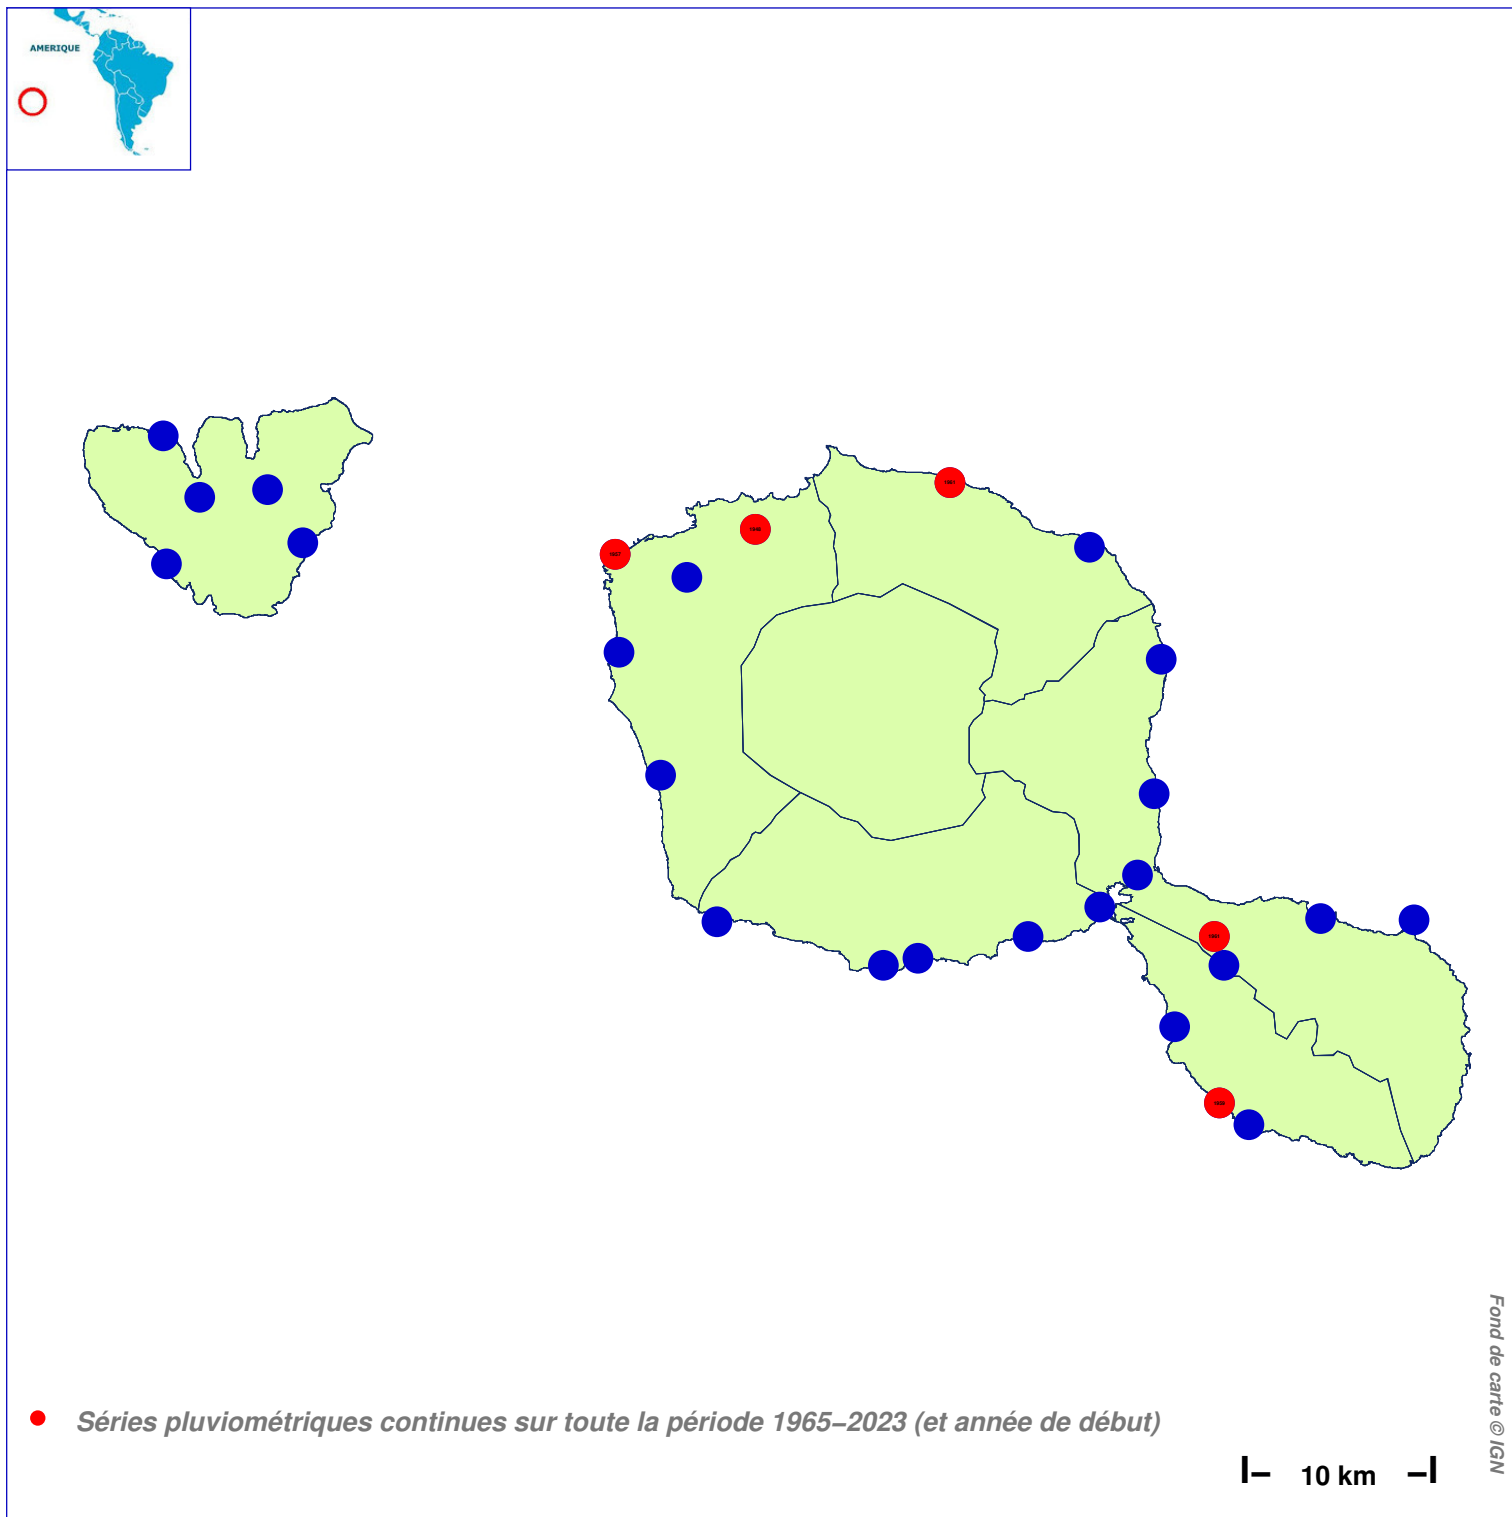 AMERIQUE
Séries pluviométriques continues sur toute la période 1965–2023 (et année de début)
10 km
Fond de carte © IGN